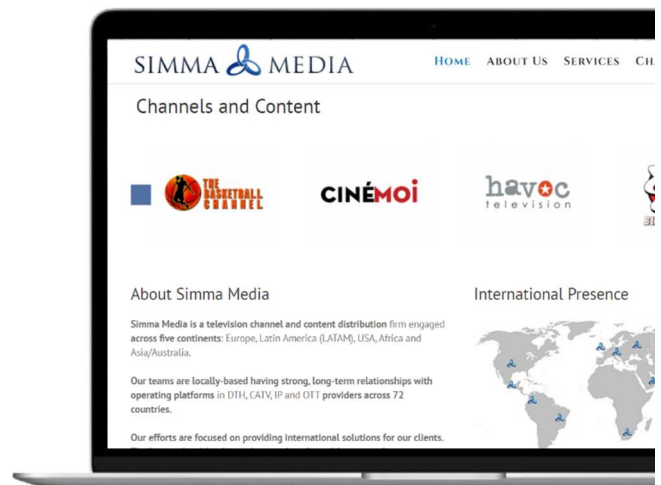 SIMMA MEDIA
HOME ABOUT US SERVICES
Channels and Content
THE
BASKETBALL
CHANNEL
CINÉMOI
havoc
television
About Simma Media
International Presence
Simma Media is a television channel and content distribution firm engaged
across five continents: Europe, Latin America (LATAM), USA, Africa and
Asia/Australia.
Our teams are locally-based having strong, long-term relationships with
operating platforms in DTH, CATV, IP and OTT providers across 72
countries.
Our efforts are focused on providing international solutions for our clients.